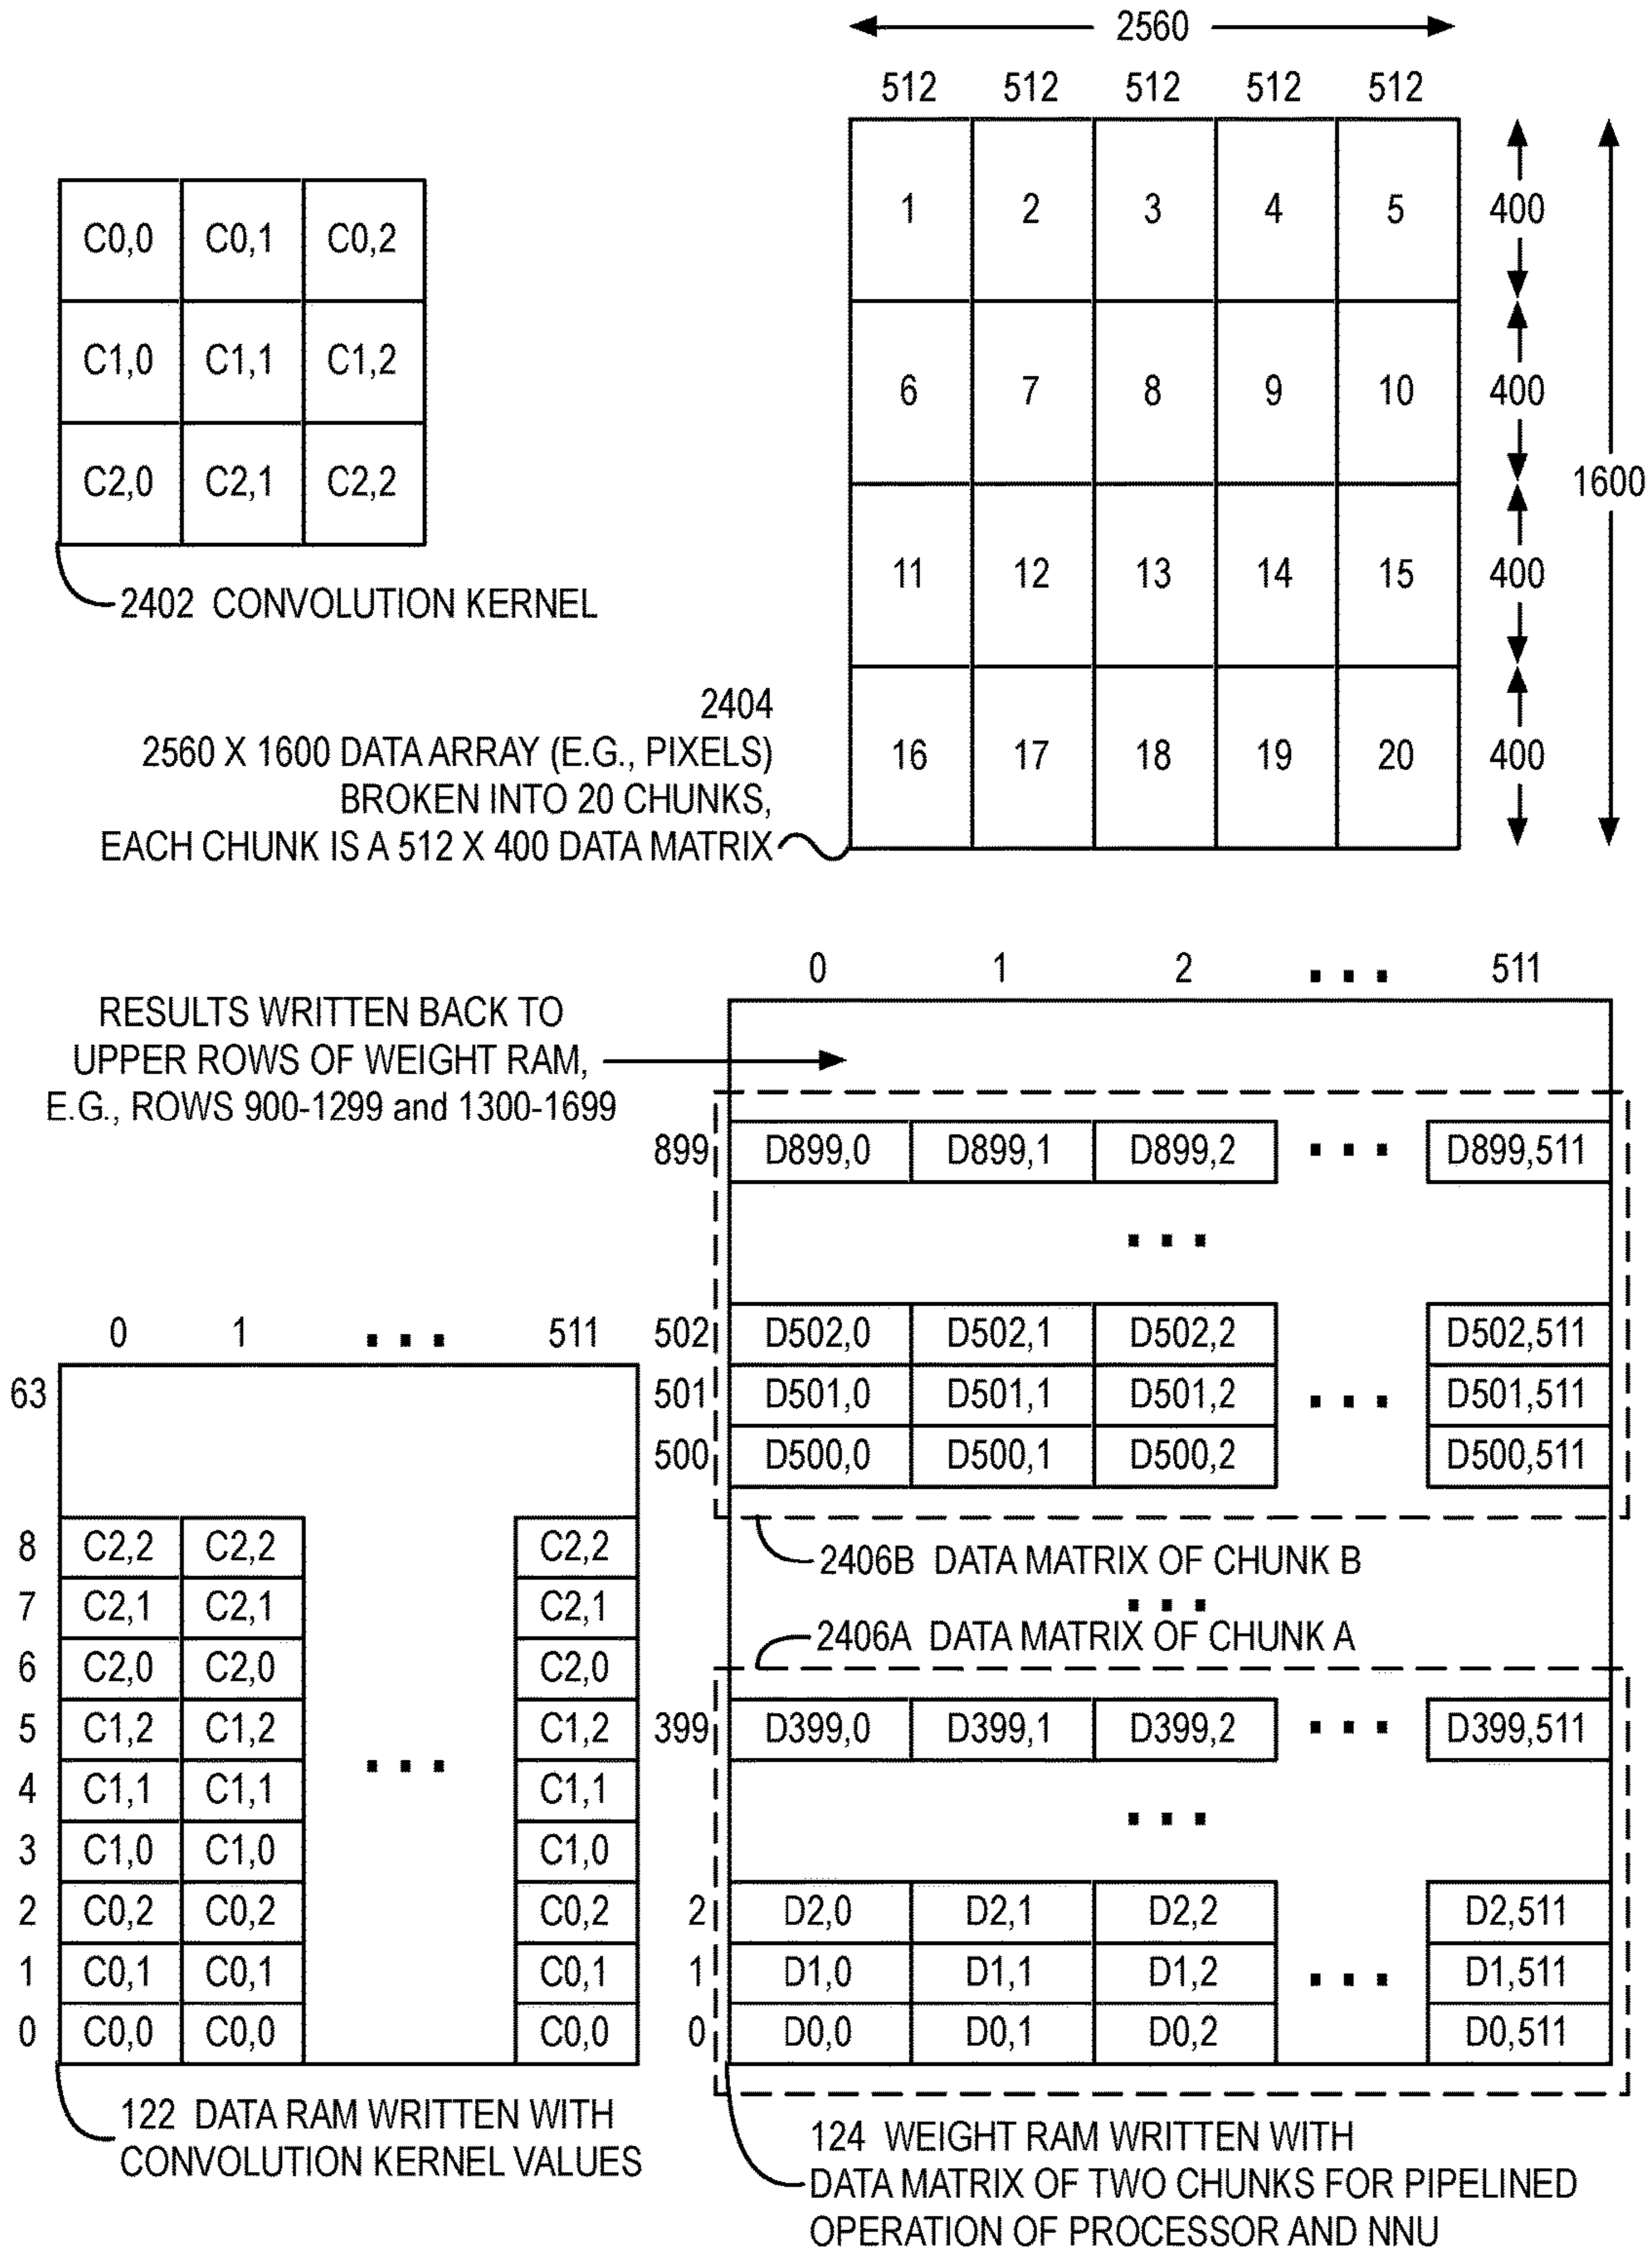 2560
512 512 512 512 512
1 2 3 4 5 400
6 7 8 9 10 400
11 12 13 14 15 400
16 17 18 19 20 400
1600
C0,0 C0,1 C0,2
C1,0 C1,1 C1,2
C2,0 C2,1 C2,2
2402 CONVOLUTION KERNEL
2404
2560 X 1600 DATA ARRAY (E.G., PIXELS)
BROKEN INTO 20 CHUNKS,
EACH CHUNK IS A 512 X 400 DATA MATRIX
RESULTS WRITTEN BACK TO
UPPER ROWS OF WEIGHT RAM,
E.G., ROWS 900-1299 and 1300-1699
0 1 2 ... 511
899 D899,0 D899,1 D899,2 ... D899,511
...
502 D502,0 D502,1 D502,2 D502,511
501 D501,0 D501,1 D501,2 ... D501,511
500 D500,0 D500,1 D500,2 D500,511
2406B DATA MATRIX OF CHUNK B
...
2406A DATA MATRIX OF CHUNK A
399 D399,0 D399,1 D399,2 ... D399,511
...
2 D2,0 D2,1 D2,2 D2,511
1 D1,0 D1,1 D1,2 ... D1,511
0 D0,0 D0,1 D0,2 D0,511
124 WEIGHT RAM WRITTEN WITH
DATA MATRIX OF TWO CHUNKS FOR PIPELINED
OPERATION OF PROCESSOR AND NNU
0 1 ... 511
63
8 C2,2 C2,2 C2,2
7 C2,1 C2,1 C2,1
6 C2,0 C2,0 C2,0
5 C1,2 C1,2 C1,2
4 C1,1 C1,1 ... C1,1
3 C1,0 C1,0 C1,0
2 C0,2 C0,2 C0,2
1 C0,1 C0,1 C0,1
0 C0,0 C0,0 C0,0
122 DATA RAM WRITTEN WITH
CONVOLUTION KERNEL VALUES